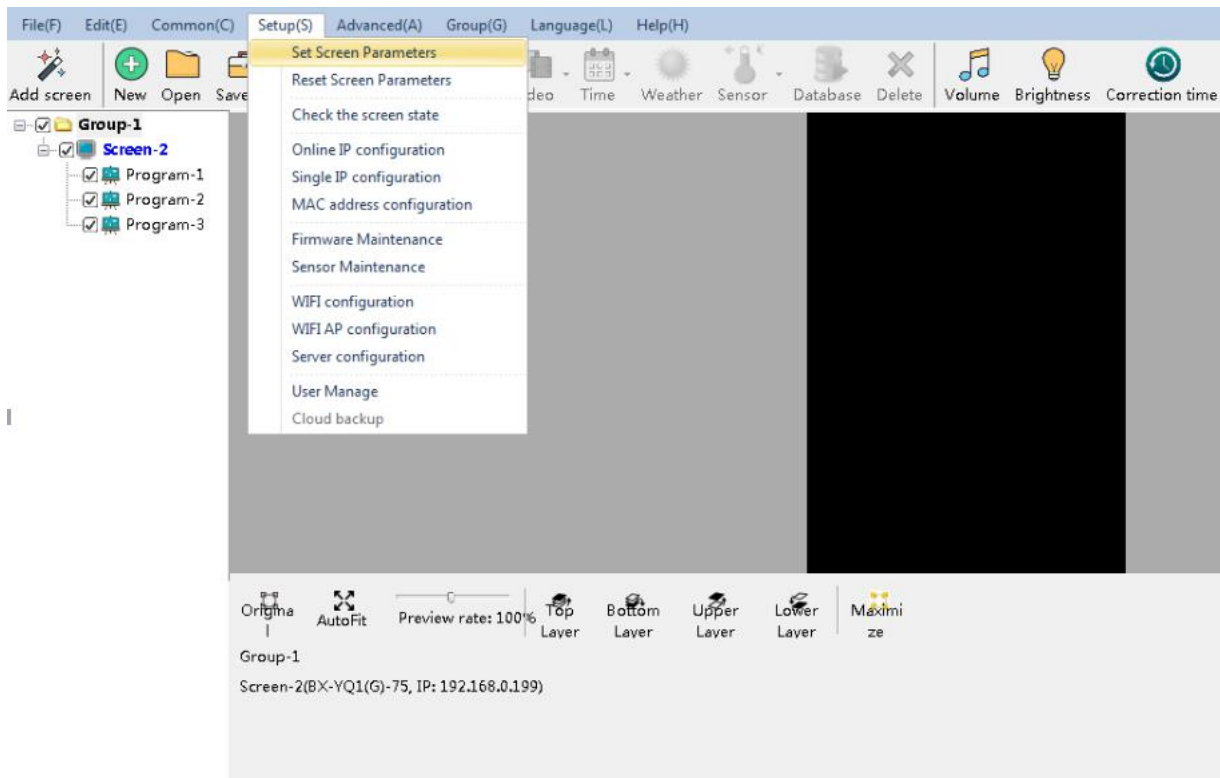 File(F) Edit(E) Common(C) Setup(S) Advanced(A) Group(G) Language(L) Help(H)
Add screen New Open Save deo Time Weather Sensor Database Delete Volume Brightness Correction time
Set Screen Parameters
Reset Screen Parameters
Check the screen state
Online IP configuration
Single IP configuration
MAC address configuration
Firmware Maintenance
Sensor Maintenance
WIFI configuration
WIFI AP configuration
Server configuration
User Manage
Cloud backup
Group-1
Screen-2
Program-1
Program-2
Program-3
Origina
l
AutoFit
Preview rate: 100%
Top
Layer
Bottom
Layer
Upper
Layer
Lower
Layer
Maximi
ze
Group-1
Screen-2(BX-YQ1(G)-75, IP: 192.168.0.199)